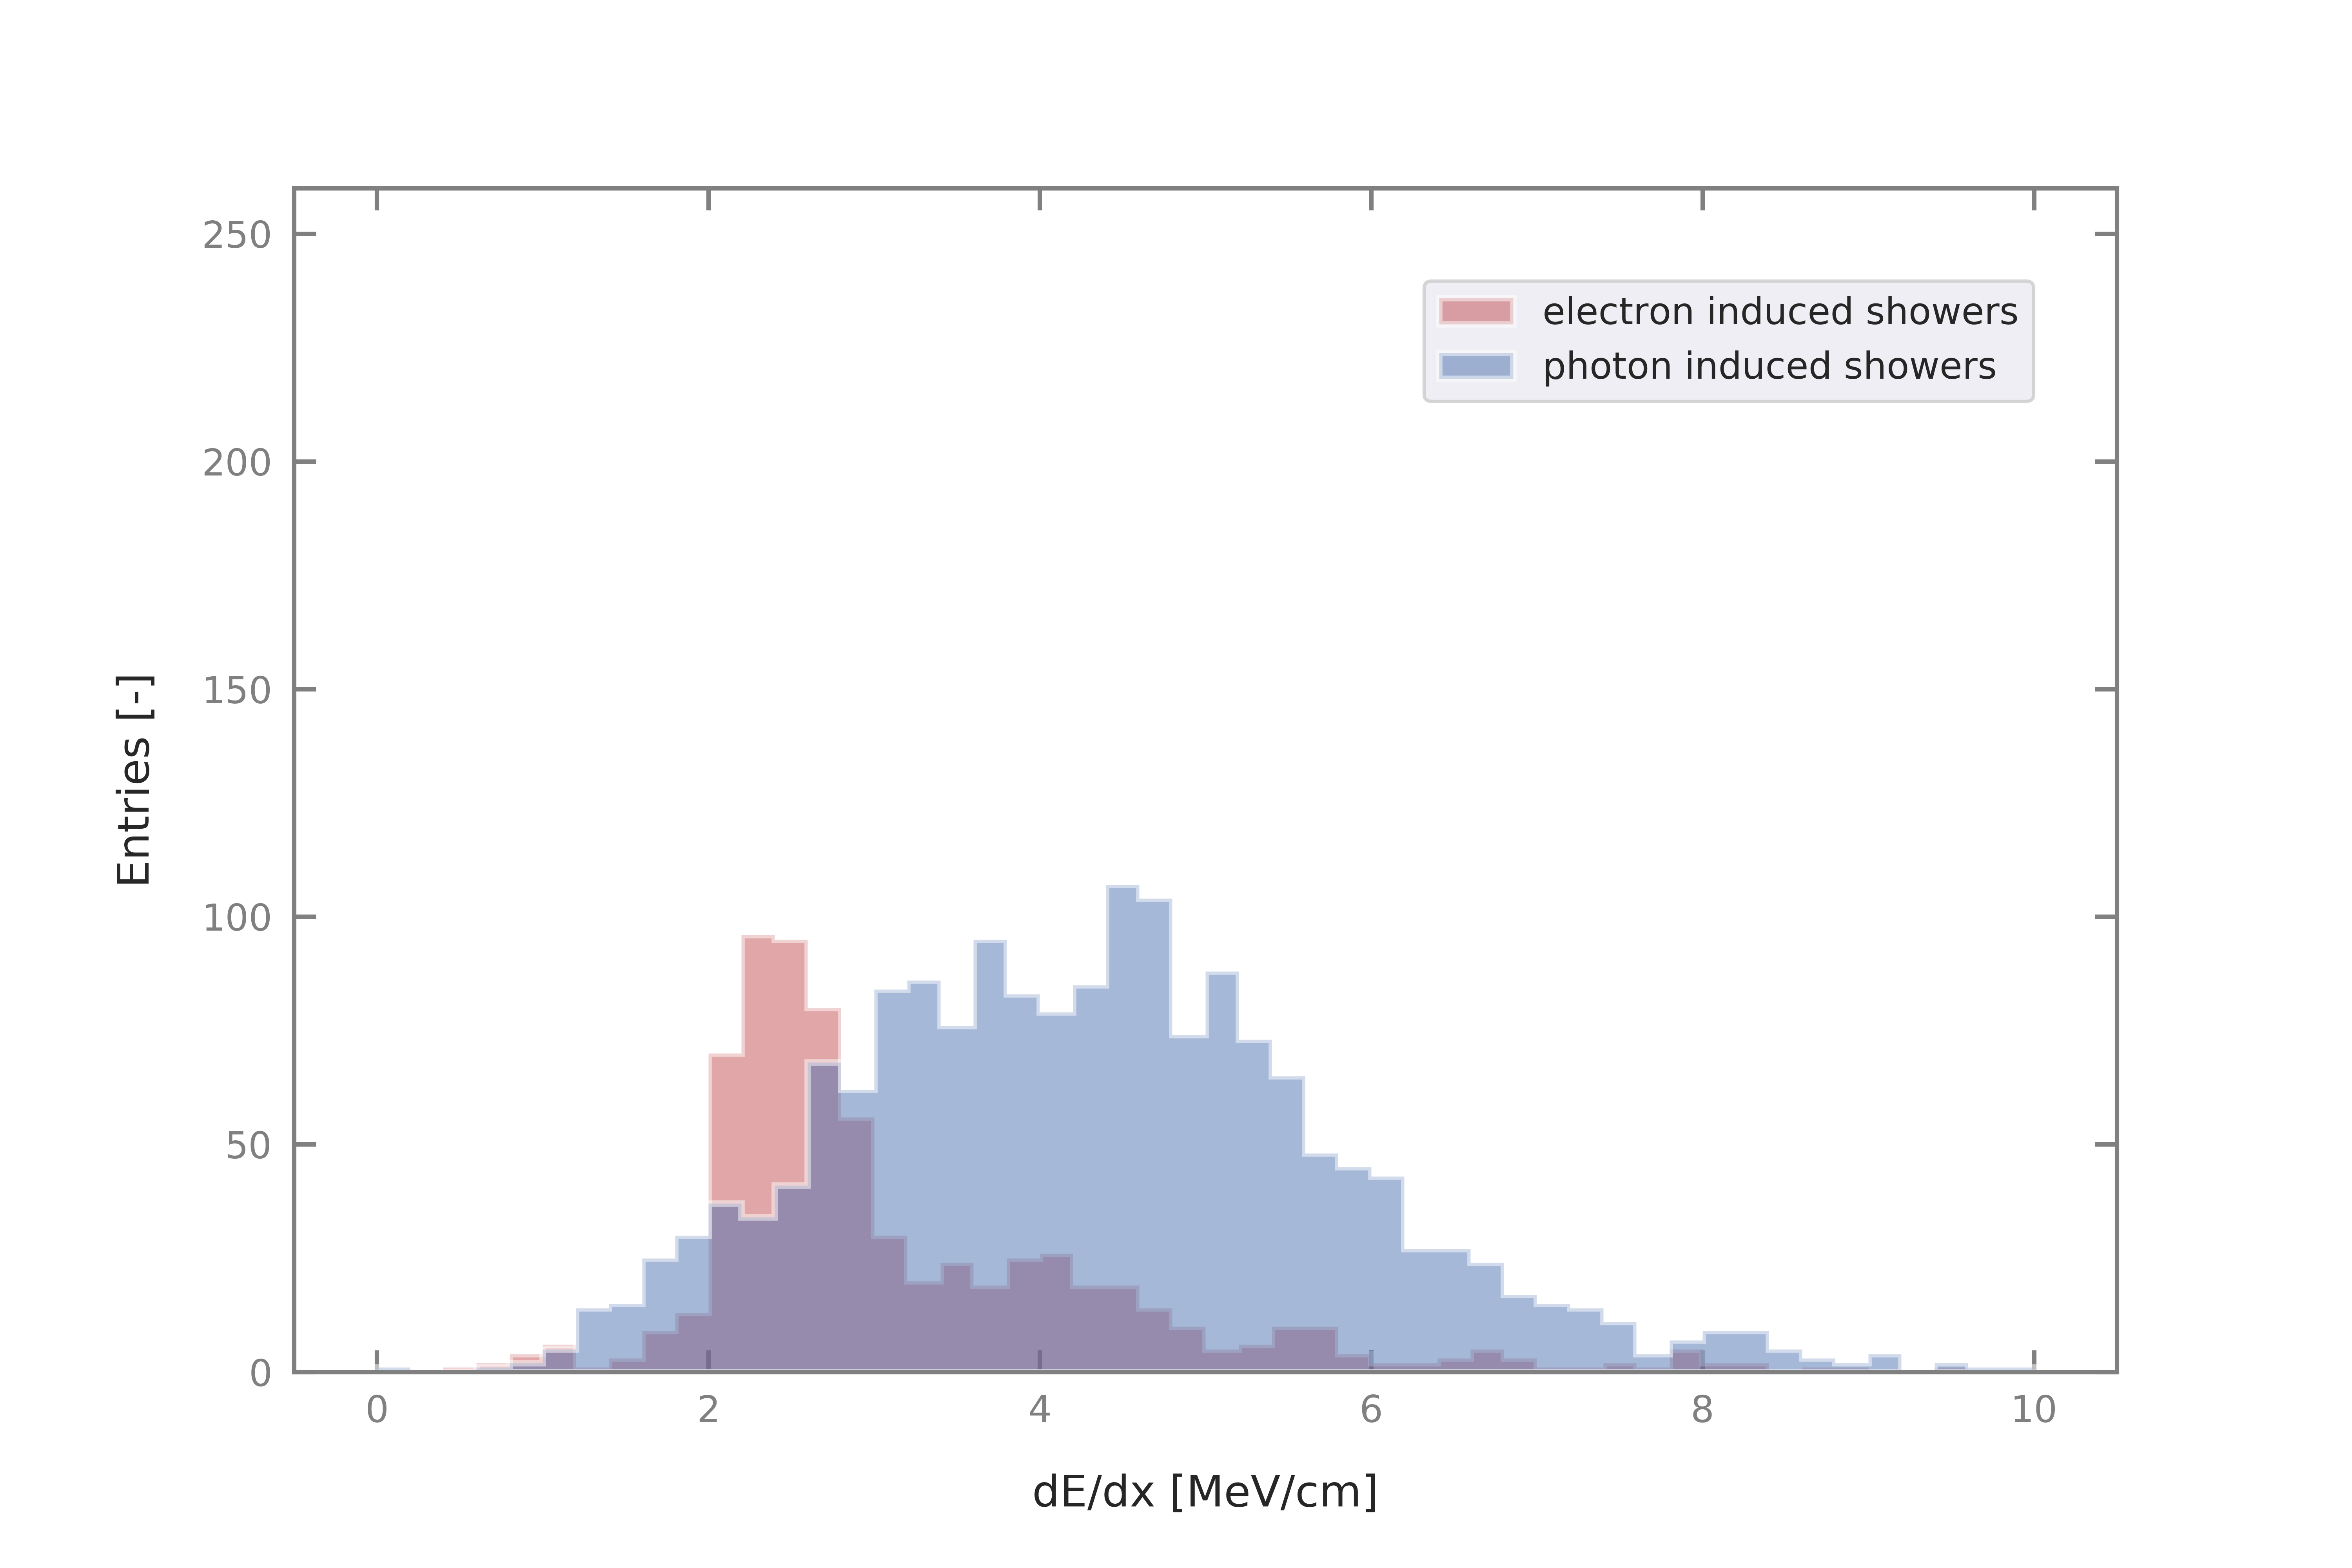 250
200
150
100
50
0
Entries [-]
electron induced showers
photon induced showers
0 2 4 6 8 10
dE/dx [MeV/cm]